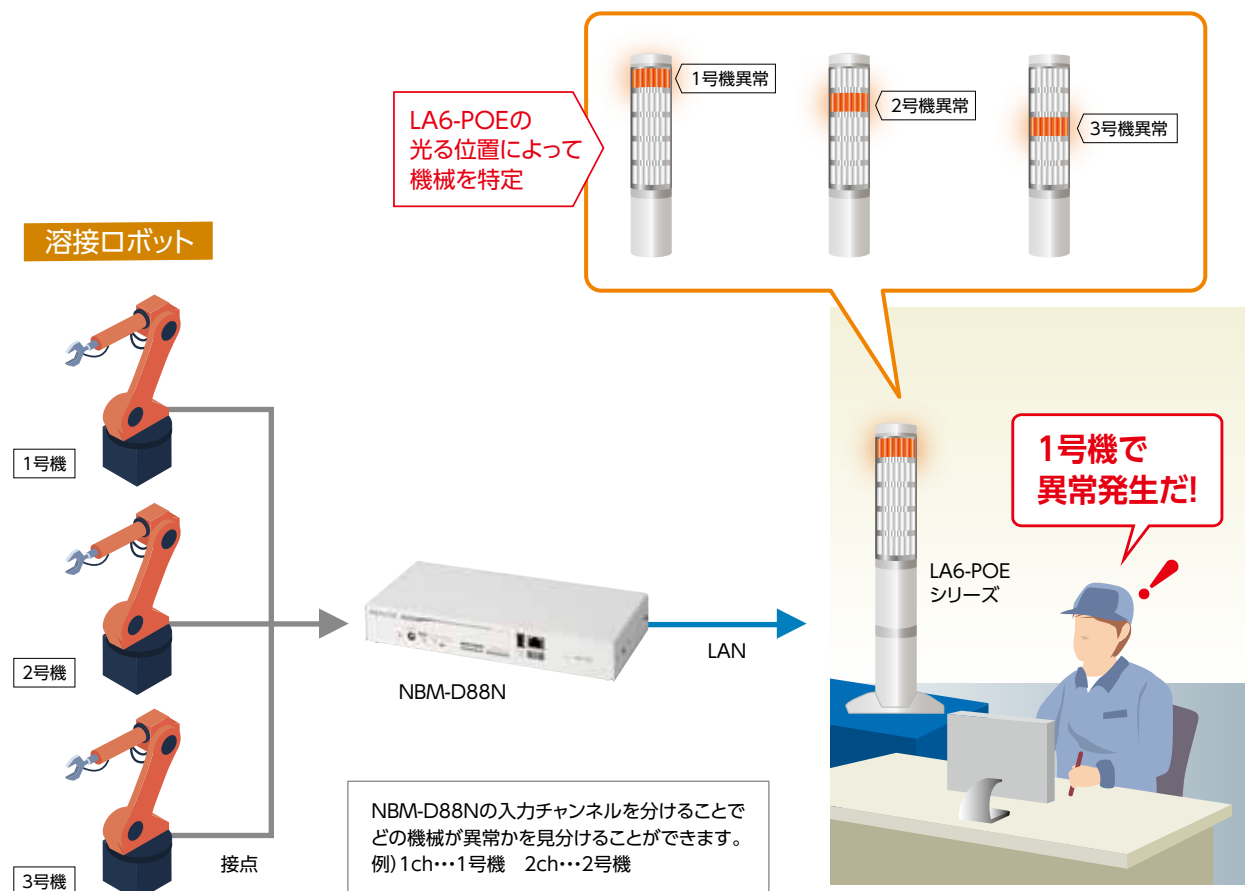 1号機異常
2号機異常
3号機異常
LA6-POEの
光る位置によって
機械を特定
溶接ロボット
1号機
2号機
3号機
接点
NBM-D88N
LAN
LA6-POE
シリーズ
1号機で
異常発生だ!
NBM-D88Nの入力チャンネルを分けることで
どの機械が異常かを見分けることができます。
例)1ch・・・1号機　2ch・・・2号機